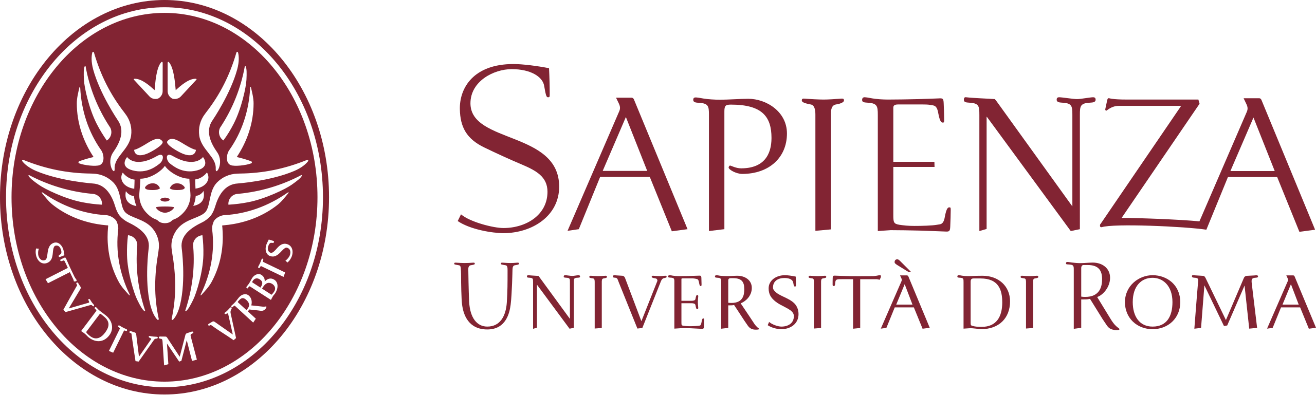 STVDIVM VRBIS
SAPIENZA
UNIVERSITÀ DI ROMA